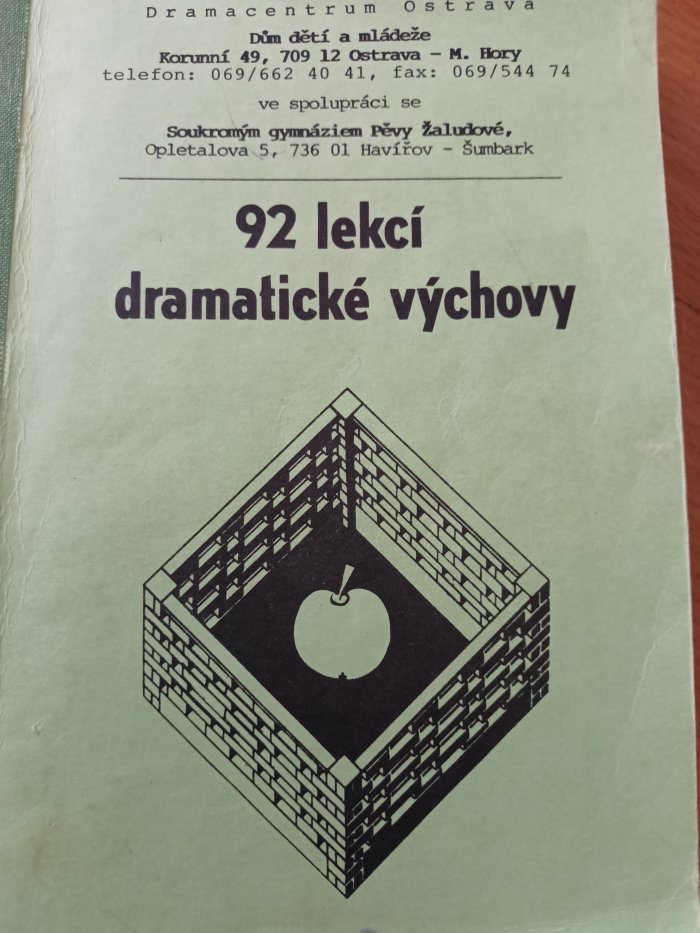 Dramacentrum Ostrava
Dům dětí a mládeže
Korunní 49, 709 12 Ostrava - M. Hory
telefon: 069/662 40 41, fax: 069/544 74
ve spolupráci se
Soukromým gymnáziem Pěvy Žaludové,
Opletalova 5, 736 01 Havířov - Šumbark
92 lekcí
dramatické výchovy